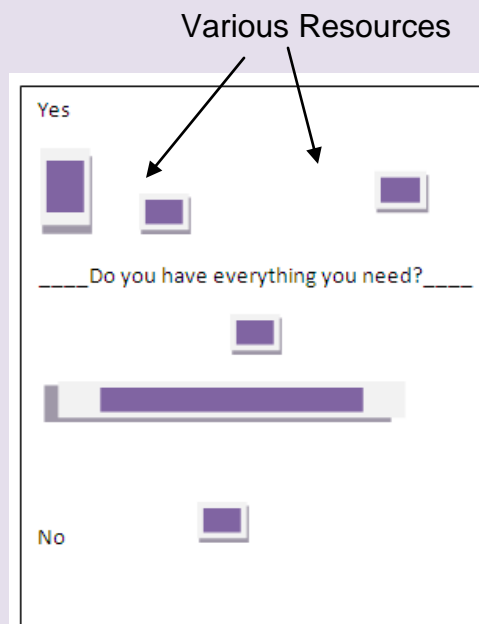 Various Resources
Yes
____Do you have everything you need?____
No